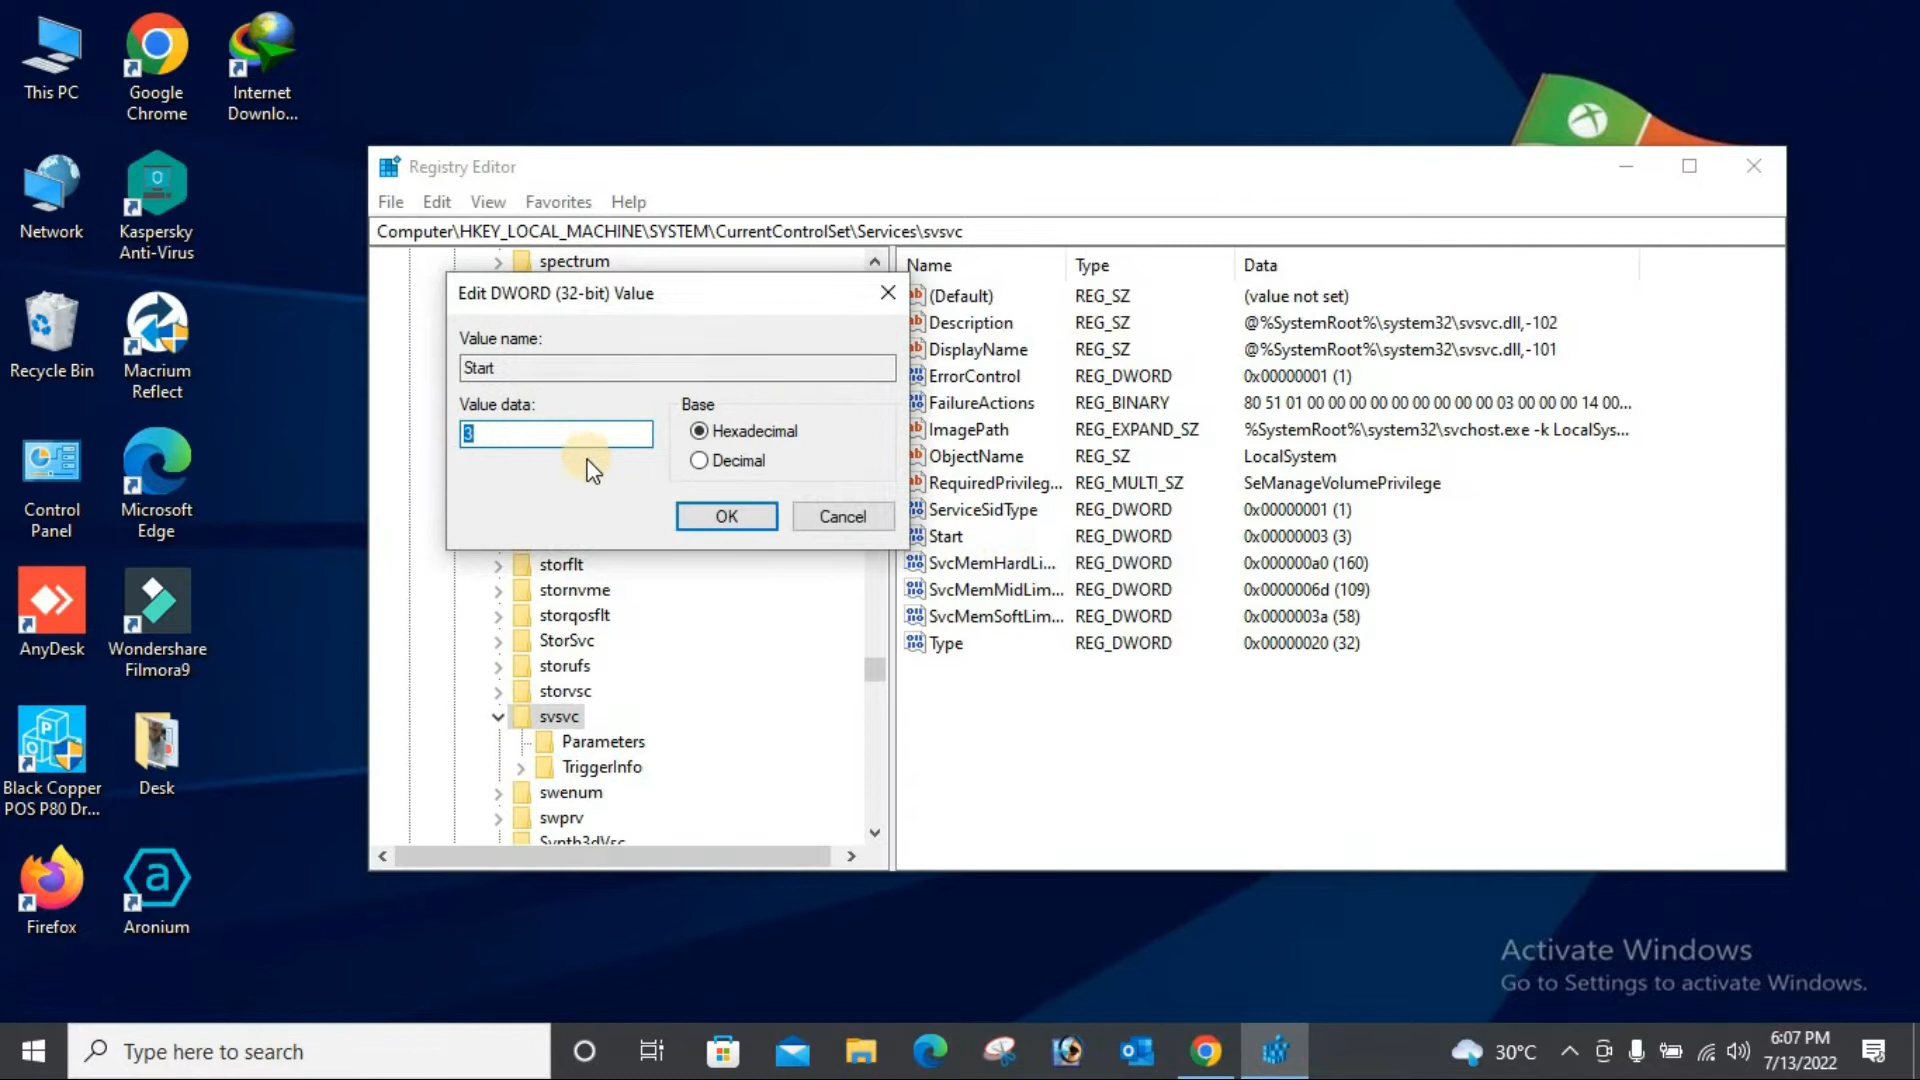 This PC
Google
Chrome
Internet
Downlo...
Network
Kaspersky
Anti-Virus
Recycle Bin
Macrium
Reflect
Control
Panel
Microsoft
Edge
AnyDesk
Wondershare
Filmora9
Black Copper
POS P80 Dr...
Desk
Firefox
Aronium
Registry Editor
File Edit View Favorites Help
Computer\HKEY_LOCAL_MACHINE\SYSTEM\CurrentControlSet\Services\svsvc
spectrum
Edit DWORD (32-bit) Value
Value name:
Start
Value data:
3
Base
Hexadecimal
Decimal
OK
Cancel
storflt
stornvme
storqosflt
StorSvc
storufs
storvsc
svsvc
Parameters
TriggerInfo
swenum
swprv
Synth3dVsc
Name Type Data
(Default) REG_SZ (value not set)
Description REG_SZ @%SystemRoot%\system32\svsvc.dll,-102
DisplayName REG_SZ @%SystemRoot%\system32\svsvc.dll,-101
ErrorControl REG_DWORD 0x00000001 (1)
FailureActions REG_BINARY 80 51 01 00 00 00 00 00 00 00 00 00 03 00 00 00 14 00...
ImagePath REG_EXPAND_SZ %SystemRoot%\system32\svchost.exe -k LocalSys...
ObjectName REG_SZ LocalSystem
RequiredPrivileg... REG_MULTI_SZ SeManageVolumePrivilege
ServiceSidType REG_DWORD 0x00000001 (1)
Start REG_DWORD 0x00000003 (3)
SvcMemHardLi... REG_DWORD 0x000000a0 (160)
SvcMemMidLim... REG_DWORD 0x0000006d (109)
SvcMemSoftLim... REG_DWORD 0x0000003a (58)
Type REG_DWORD 0x00000020 (32)
Activate Windows
Go to Settings to activate Windows.
Type here to search
30°C
6:07 PM
7/13/2022